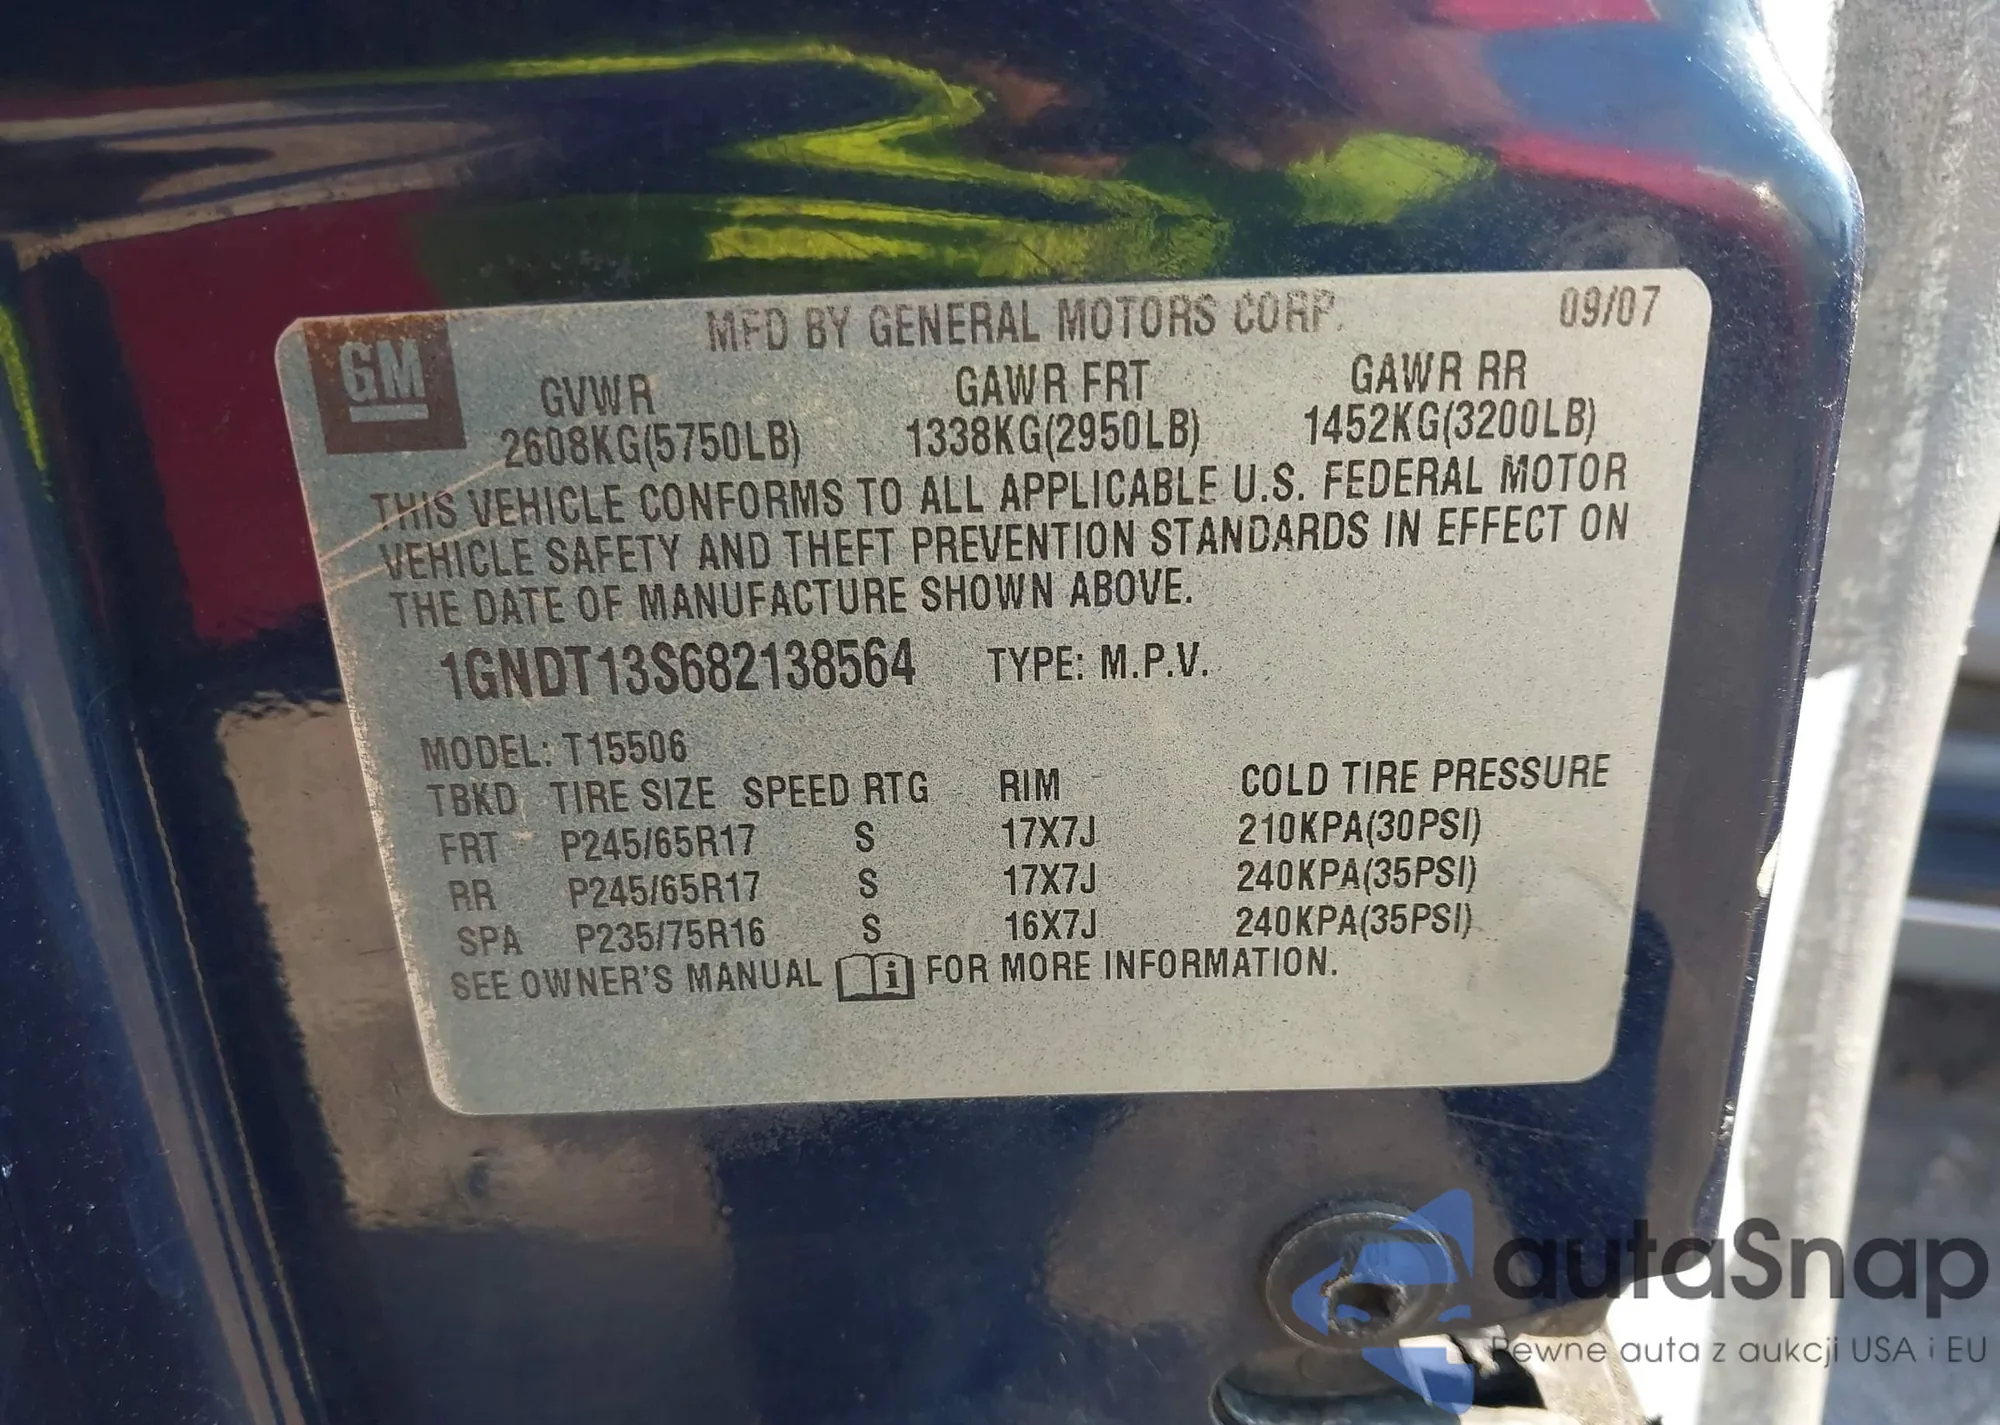 MFD BY GENERAL MOTORS CORP. 09/07
GM
GVWR GAWR FRT GAWR RR
2608KG(5750LB) 1338KG(2950LB) 1452KG(3200LB)
THIS VEHICLE CONFORMS TO ALL APPLICABLE U.S. FEDERAL MOTOR
VEHICLE SAFETY AND THEFT PREVENTION STANDARDS IN EFFECT ON
THE DATE OF MANUFACTURE SHOWN ABOVE.
1GNDT13S682138564 TYPE: M.P.V.
MODEL: T15506
TBKD TIRE SIZE SPEED RTG RIM COLD TIRE PRESSURE
FRT P245/65R17 S 17X7J 210KPA(30PSI)
RR P245/65R17 S 17X7J 240KPA(35PSI)
SPA P235/75R16 S 16X7J 240KPA(35PSI)
SEE OWNER'S MANUAL i FOR MORE INFORMATION.
autaSnap
Pewne auta z aukcji USA i EU